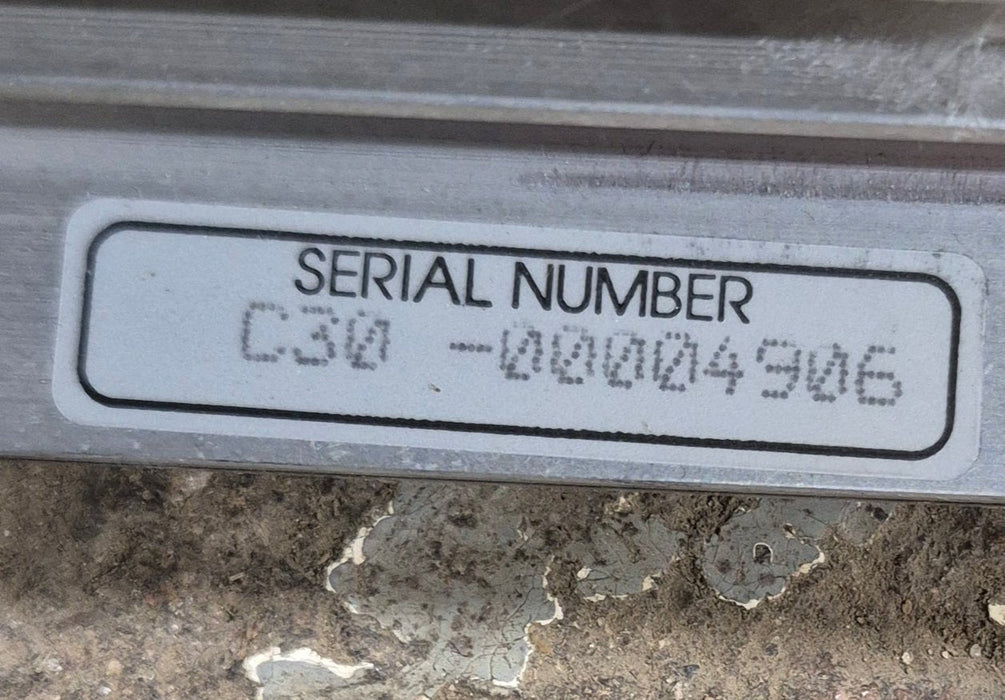 SERIAL NUMBER
C30 -00004906